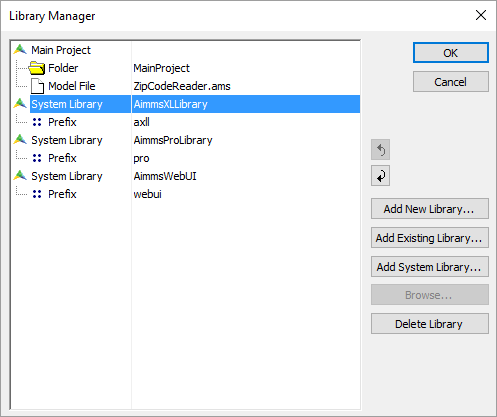 Library Manager
Main Project
Folder MainProject
Model File ZipCodeReader.ams
System Library AimmsXLLibrary
Prefix axll
System Library AimmsProLibrary
Prefix pro
System Library AimmsWebUI
Prefix webui
OK
Cancel
Add New Library...
Add Existing Library...
Add System Library...
Browse...
Delete Library